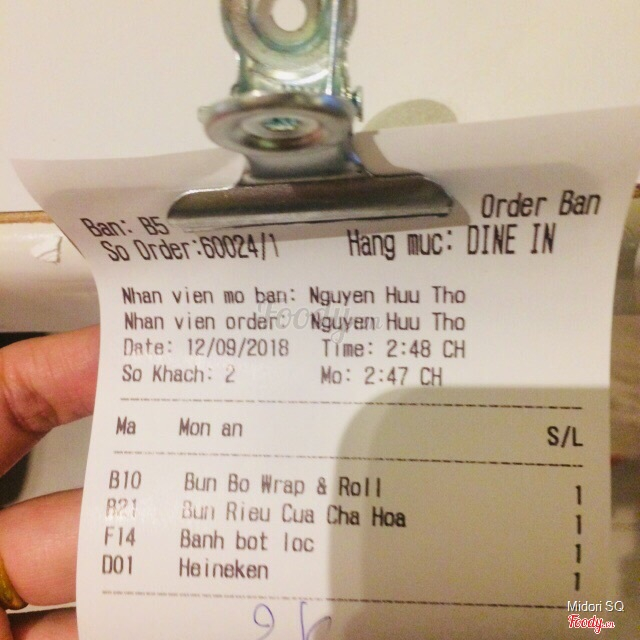 Order Ban
Ban: B5
So Order:60024/1 Hang muc: DINE IN
Nhan vien mo ban: Nguyen Huu Tho
Nhan vien order: Nguyen Huu Tho
Date: 12/09/2018 Time: 2:48 CH
So Khach: 2 Mo: 2:47 CH
Ma Mon an S/L
B10 Bun Bo Wrap & Roll 1
B21 Bun Rieu Cua Cha Hoa 1
F14 Banh bot loc 1
D01 Heineken 1
Foody.vn
Midori SQ
Foody.vn